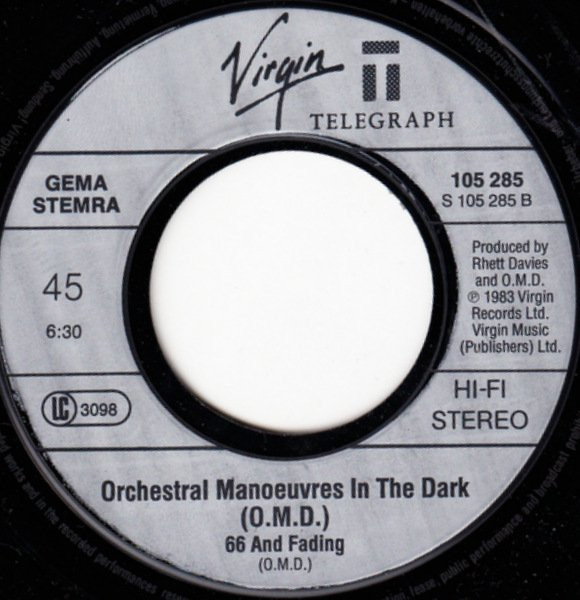 Virgin
TELEGRAPH
GEMA
STEMRA
105 285
S 105 285 B
45
6:30
Produced by
Rhett Davies
and O.M.D.
℗ 1983 Virgin
Records Ltd.
Virgin Music
(Publishers) Ltd.
LC 3098
HI-FI
STEREO
Orchestral Manoeuvres In The Dark
(O.M.D.)
66 And Fading
(O.M.D.)